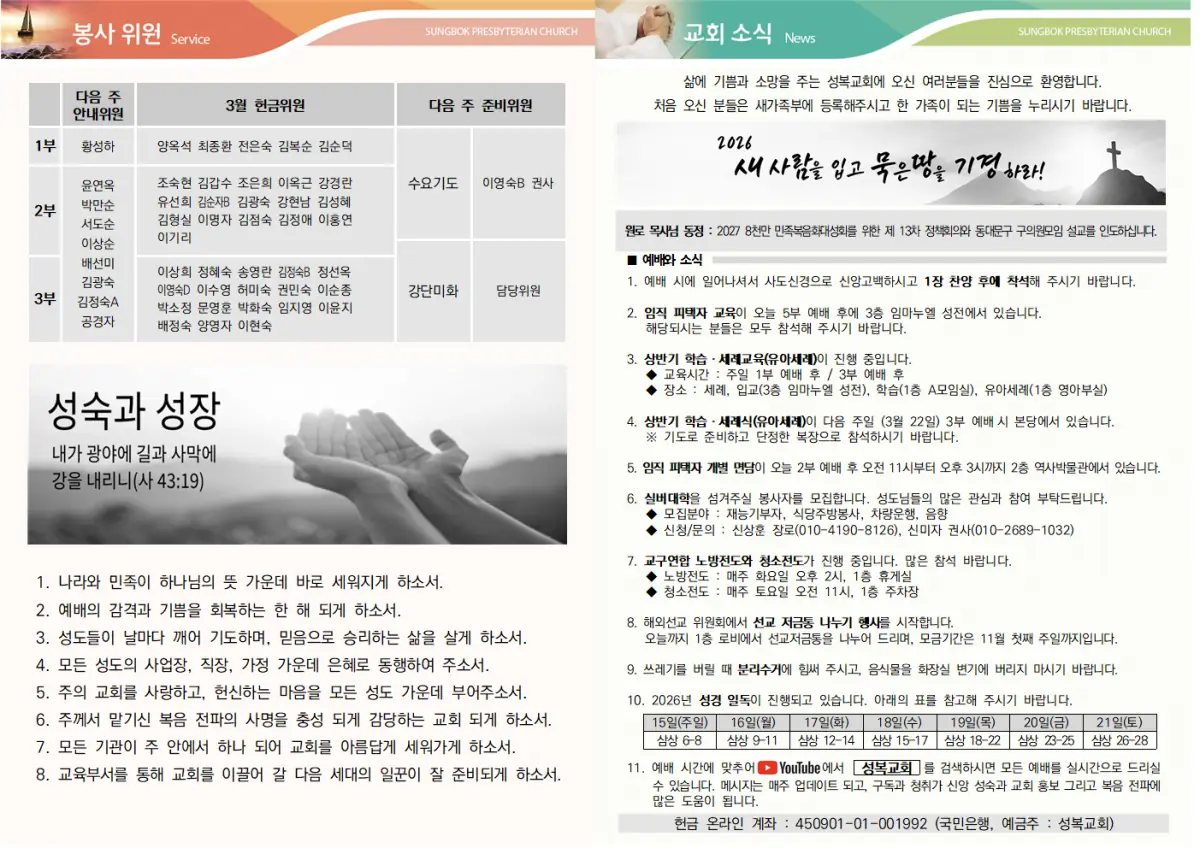 봉사 위원 Service
SUNGBOK PRESBYTERIAN CHURCH
다음 주
안내위원
3월 헌금위원
다음 주 준비위원
1부
황성하
양옥석 최종환 전은숙 김복순 김순덕
2부
3부
윤연옥
박만순
서도순
이상순
배선미
김광숙
김정숙A
공경자
조숙현 김갑수 조은희 이옥근 강경란
유선희 김순자B 김광숙 강현남 김성혜
김형실 이명자 김점숙 김정애 이홍연
이기리
이상희 정혜숙 송영란 김정숙B 정선옥
이영숙D 이수영 허미숙 권민숙 이순종
박소정 문영훈 박화숙 임지영 이윤지
배정숙 양영자 이현숙
수요기도
이영숙B 권사
강단미화
담당위원
성숙과 성장
내가 광야에 길과 사막에
강을 내리니(사 43:19)
1. 나라와 민족이 하나님의 뜻 가운데 바로 세워지게 하소서.
2. 예배의 감격과 기쁨을 회복하는 한 해 되게 하소서.
3. 성도들이 날마다 깨어 기도하며, 믿음으로 승리하는 삶을 살게 하소서.
4. 모든 성도의 사업장, 직장, 가정 가운데 은혜로 동행하여 주소서.
5. 주의 교회를 사랑하고, 헌신하는 마음을 모든 성도 가운데 부어주소서.
6. 주께서 맡기신 복음 전파의 사명을 충성 되게 감당하는 교회 되게 하소서.
7. 모든 기관이 주 안에서 하나 되어 교회를 아름답게 세워가게 하소서.
8. 교육부서를 통해 교회를 이끌어 갈 다음 세대의 일꾼이 잘 준비되게 하소서.
교회 소식 News
SUNGBOK PRESBYTERIAN CHURCH
삶에 기쁨과 소망을 주는 성복교회에 오신 여러분들을 진심으로 환영합니다.
처음 오신 분들은 새가족부에 등록해주시고 한 가족이 되는 기쁨을 누리시기 바랍니다.
2026
새 사람을 입고 묵은땅을 기경하라!
원로 목사님 동정 : 2027 8천만 민족복음화대성회를 위한 제 13차 정책회의와 동대문구 구의원모임 설교를 인도하십니다.
■ 예배와 소식
1. 예배 시에 일어나셔서 사도신경으로 신앙고백하시고 1장 찬양 후에 착석해 주시기 바랍니다.
2. 임직 피택자 교육이 오늘 5부 예배 후에 3층 임마누엘 성전에서 있습니다.
해당되시는 분들은 모두 참석해 주시기 바랍니다.
3. 상반기 학습 · 세례교육(유아세례)이 진행 중입니다.
◆ 교육시간 : 주일 1부 예배 후 / 3부 예배 후
◆ 장소 : 세례, 입교(3층 임마누엘 성전), 학습(1층 A모임실), 유아세례(1층 영아부실)
4. 상반기 학습 · 세례식(유아세례)이 다음 주일 (3월 22일) 3부 예배 시 본당에서 있습니다.
※ 기도로 준비하고 단정한 복장으로 참석하시기 바랍니다.
5. 임직 피택자 개별 면담이 오늘 2부 예배 후 오전 11시부터 오후 3시까지 2층 역사박물관에서 있습니다.
6. 실버대학을 섬겨주실 봉사자를 모집합니다. 성도님들의 많은 관심과 참여 부탁드립니다.
◆ 모집분야 : 재능기부자, 식당주방봉사, 차량운행, 음향
◆ 신청/문의 : 신상훈 장로(010-4190-8126), 신미자 권사(010-2689-1032)
7. 교구연합 노방전도와 청소전도가 진행 중입니다. 많은 참석 바랍니다.
◆ 노방전도 : 매주 화요일 오후 2시, 1층 휴게실
◆ 청소전도 : 매주 토요일 오전 11시, 1층 주차장
8. 해외선교 위원회에서 선교 저금통 나누기 행사를 시작합니다.
오늘까지 1층 로비에서 선교저금통을 나누어 드리며, 모금기간은 11월 첫째 주일까지입니다.
9. 쓰레기를 버릴 때 분리수거에 힘써 주시고, 음식물을 화장실 변기에 버리지 마시기 바랍니다.
10. 2026년 성경 일독이 진행되고 있습니다. 아래의 표를 참고해 주시기 바랍니다.
15일(주일) 16일(월) 17일(화) 18일(수) 19일(목) 20일(금) 21일(토)
삼상 6-8 삼상 9-11 삼상 12-14 삼상 15-17 삼상 18-22 삼상 23-25 삼상 26-28
11. 예배 시간에 맞추어 YouTube에서 성복교회 를 검색하시면 모든 예배를 실시간으로 드리실
수 있습니다. 메시지는 매주 업데이트 되고, 구독과 청취가 신앙 성숙과 교회 홍보 그리고 복음 전파에
많은 도움이 됩니다.
헌금 온라인 계좌 : 450901-01-001992 (국민은행, 예금주 : 성복교회)